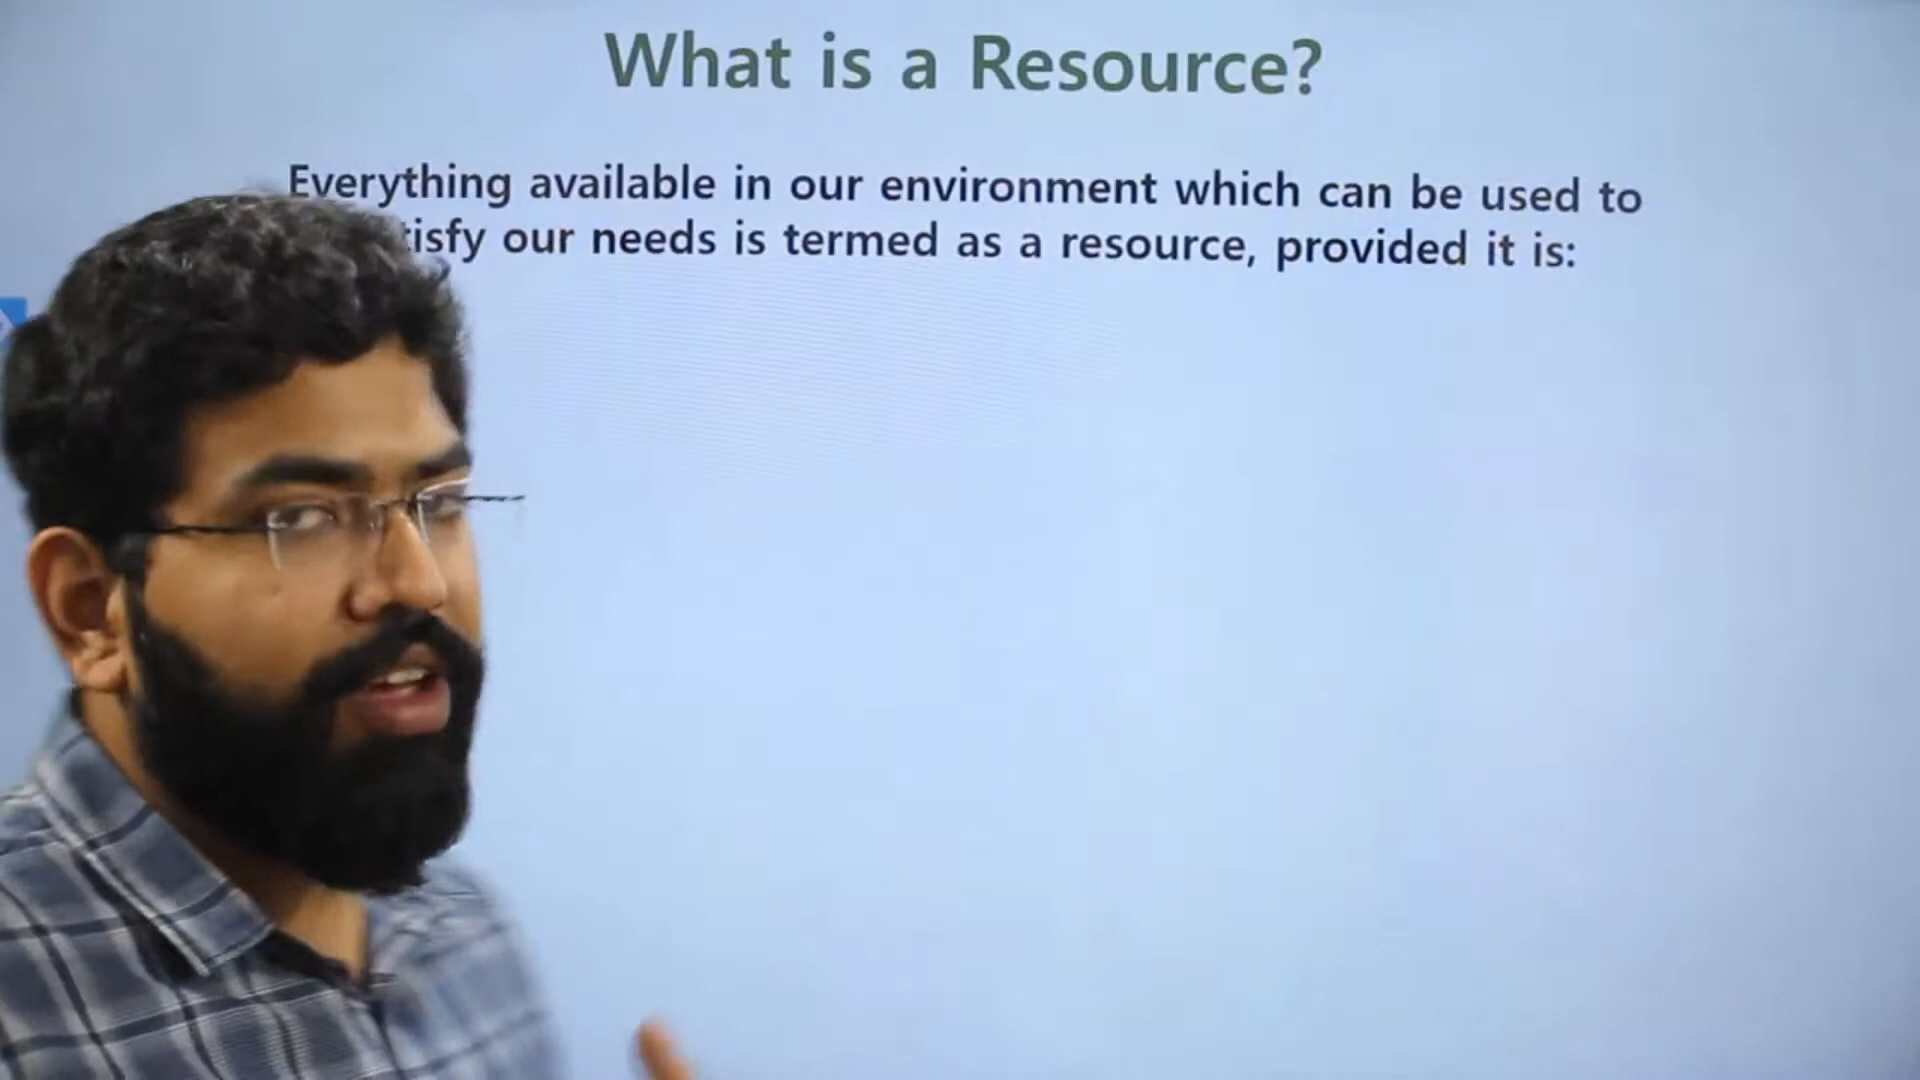 What is a Resource?
Everything available in our environment which can be used to
isfy our needs is termed as a resource, provided it is: